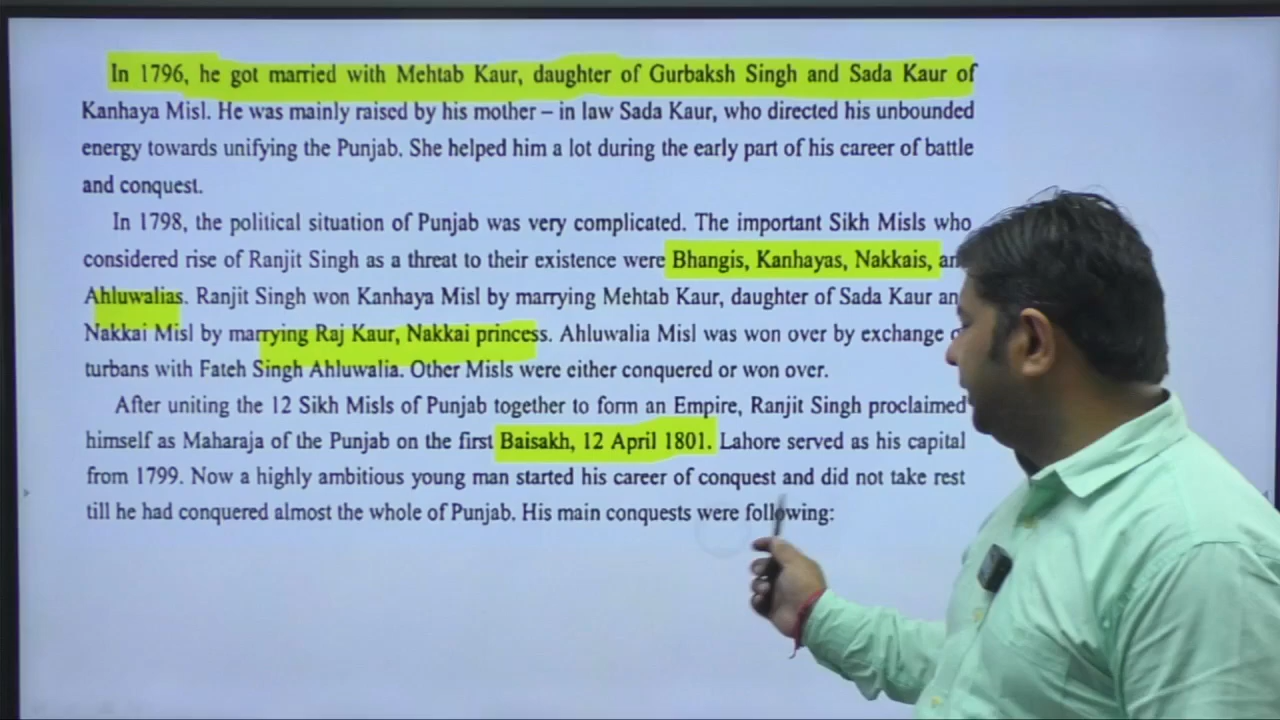 In 1796, he got married with Mehtab Kaur, daughter of Gurbaksh Singh and Sada Kaur of
Kanhaya Misl. He was mainly raised by his mother – in law Sada Kaur, who directed his unbounded
energy towards unifying the Punjab. She helped him a lot during the early part of his career of battle
and conquest.
In 1798, the political situation of Punjab was very complicated. The important Sikh Misls who
considered rise of Ranjit Singh as a threat to their existence were Bhangis, Kanhayas, Nakkais,
Ahluwalias. Ranjit Singh won Kanhaya Misl by marrying Mehtab Kaur, daughter of Sada Kaur
Nakkai Misl by marrying Raj Kaur, Nakkai princess. Ahluwalia Misl was won over by exchange
turbans with Fateh Singh Ahluwalia. Other Misls were either conquered or won over.
After uniting the 12 Sikh Misls of Punjab together to form an Empire, Ranjit Singh proclaimed
himself as Maharaja of the Punjab on the first Baisakh, 12 April 1801. Lahore served as his capital
from 1799. Now a highly ambitious young man started his career of conquest and did not take rest
till he had conquered almost the whole of Punjab. His main conquests were following: